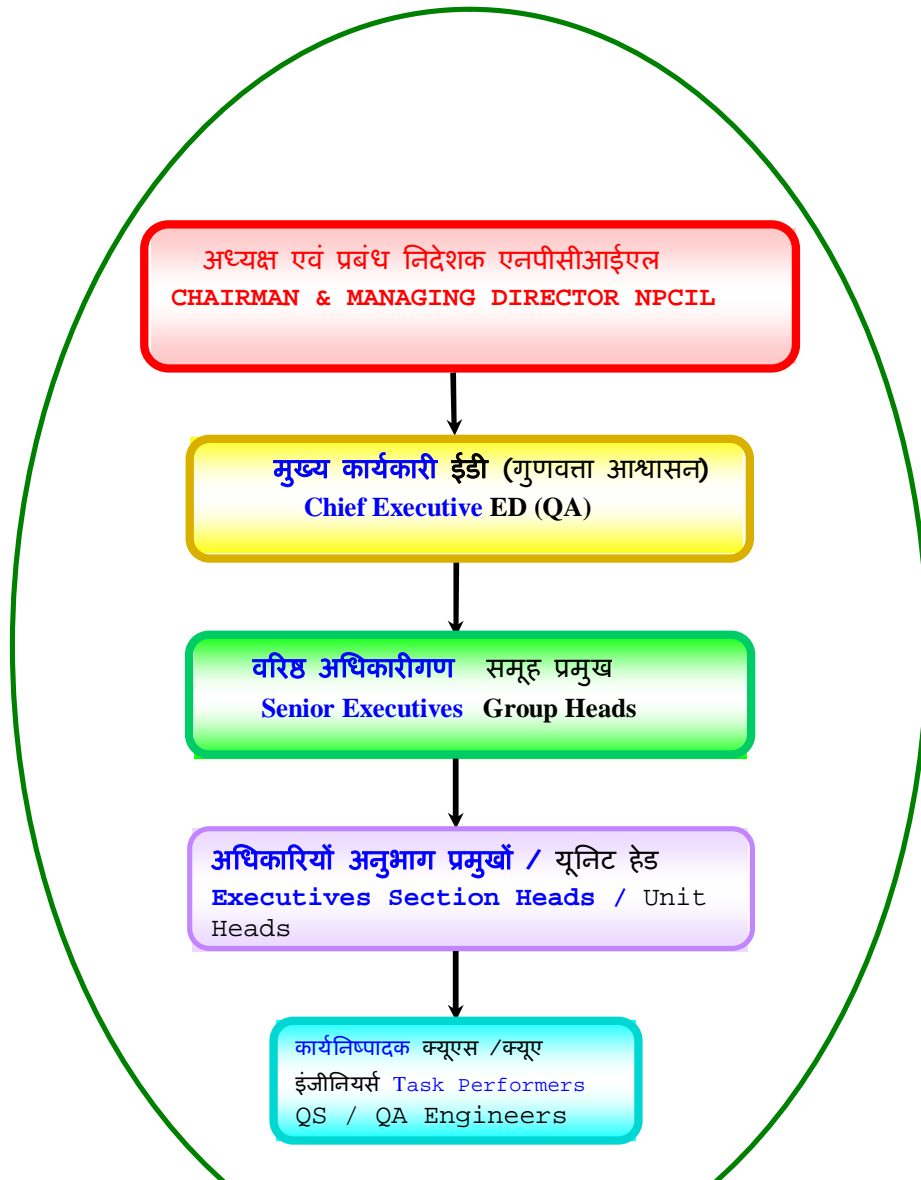 अध्यक्ष एवं प्रबंध निदेशक एनपीसीआईएल
CHAIRMAN & MANAGING DIRECTOR NPCIL
मुख्य कार्यकारी ईडी (गुणवत्ता आश्वासन)
Chief Executive ED (QA)
वरिष्ठ अधिकारीगण समूह प्रमुख
Senior Executives Group Heads
अधिकारियों अनुभाग प्रमुखों / यूनिट हेड
Executives Section Heads / Unit
Heads
कार्यनिष्पादक क्यूएस /क्यूए
इंजीनियर्स Task Performers
QS / QA Engineers